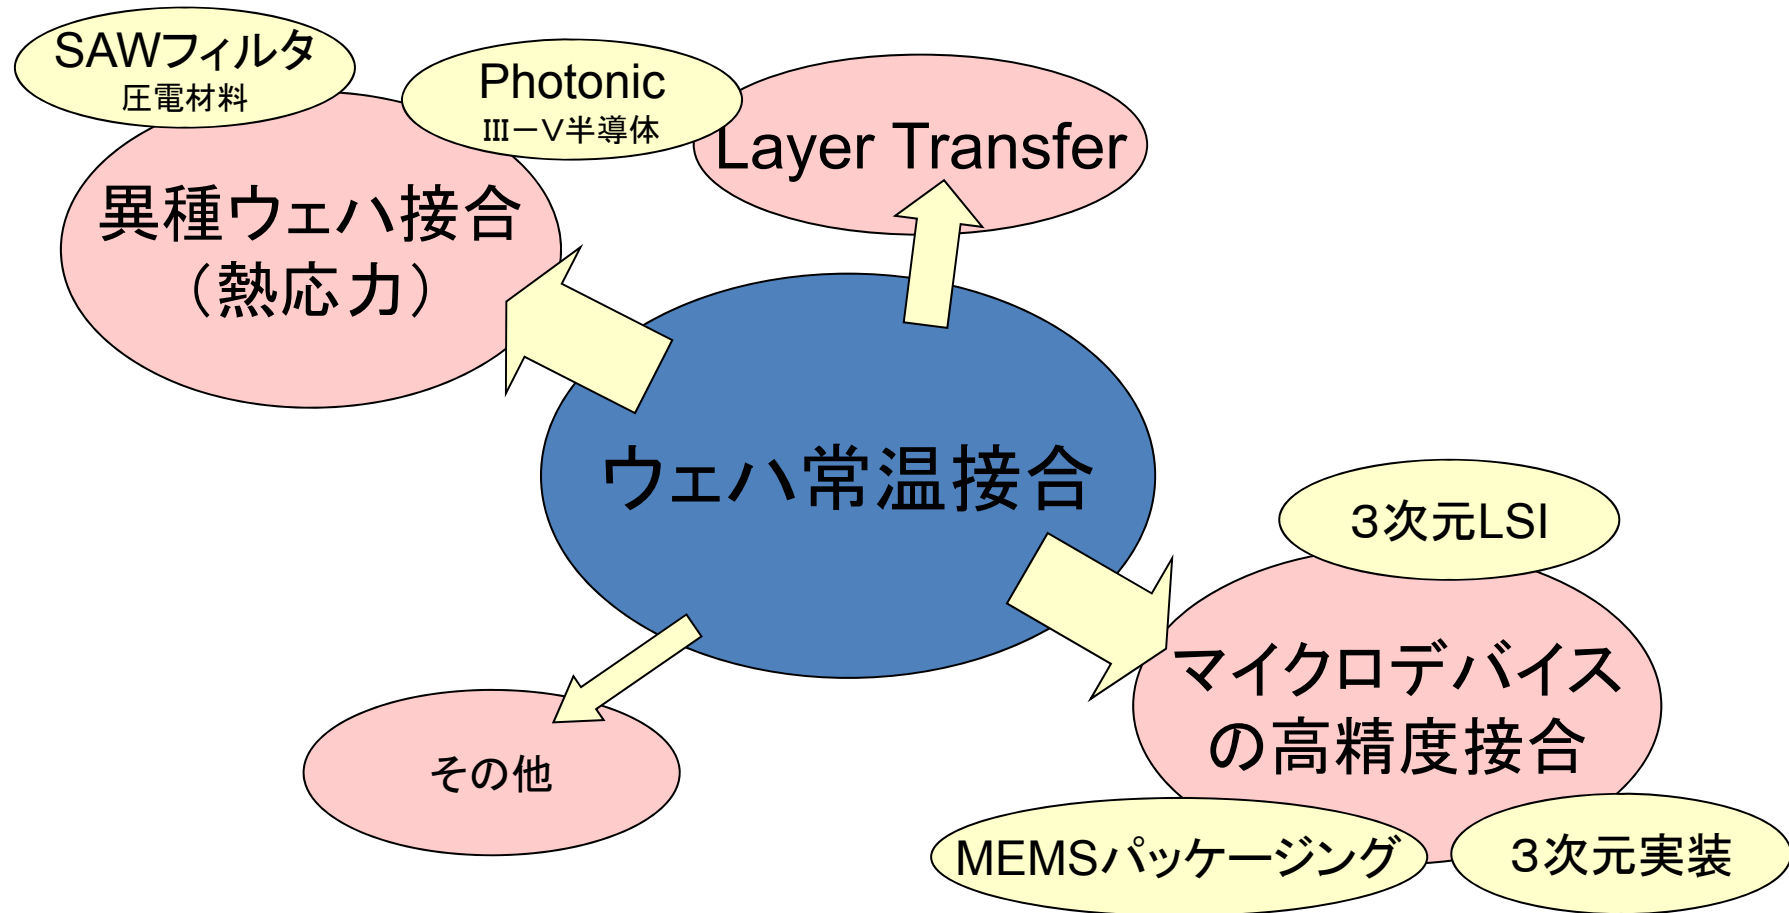 SAWフィルタ
圧電材料
Photonic
III－V半導体
Layer Transfer
異種ウェハ接合
（熱応力）
ウェハ常温接合
３次元LSI
マイクロデバイス
の高精度接合
その他
MEMSパッケージング
３次元実装